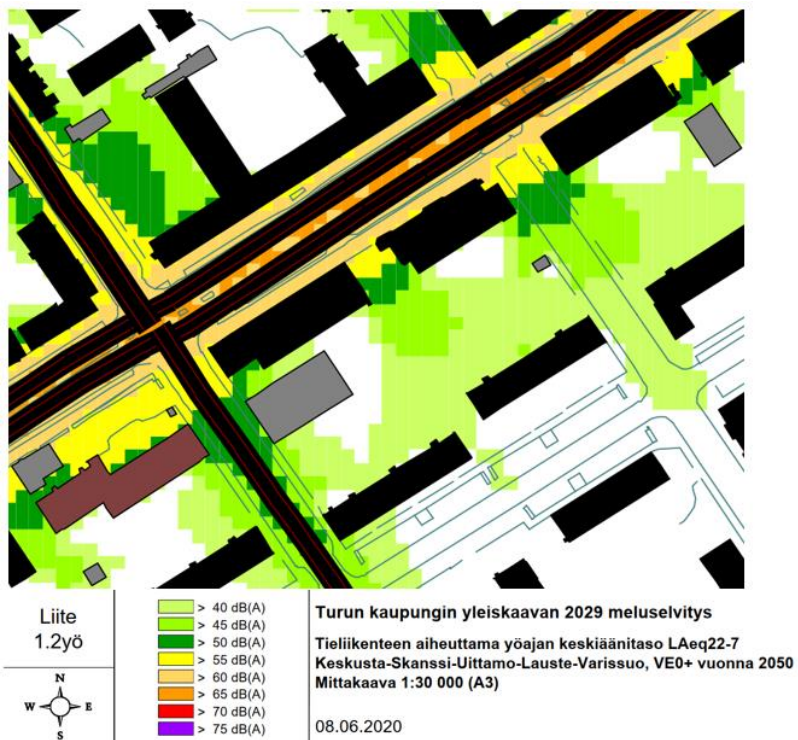 Liite
1.2yö
N
W E
S
> 40 dB(A)
> 45 dB(A)
> 50 dB(A)
> 55 dB(A)
> 60 dB(A)
> 65 dB(A)
> 70 dB(A)
> 75 dB(A)
Turun kaupungin yleiskaavan 2029 meluselvitys
Tieliikenteen aiheuttama yöajan keskiäänitaso LAeq22-7
Keskusta-Skanssi-Uittamo-Lauste-Varissuo, VE0+ vuonna 2050
Mittakaava 1:30 000 (A3)
08.06.2020